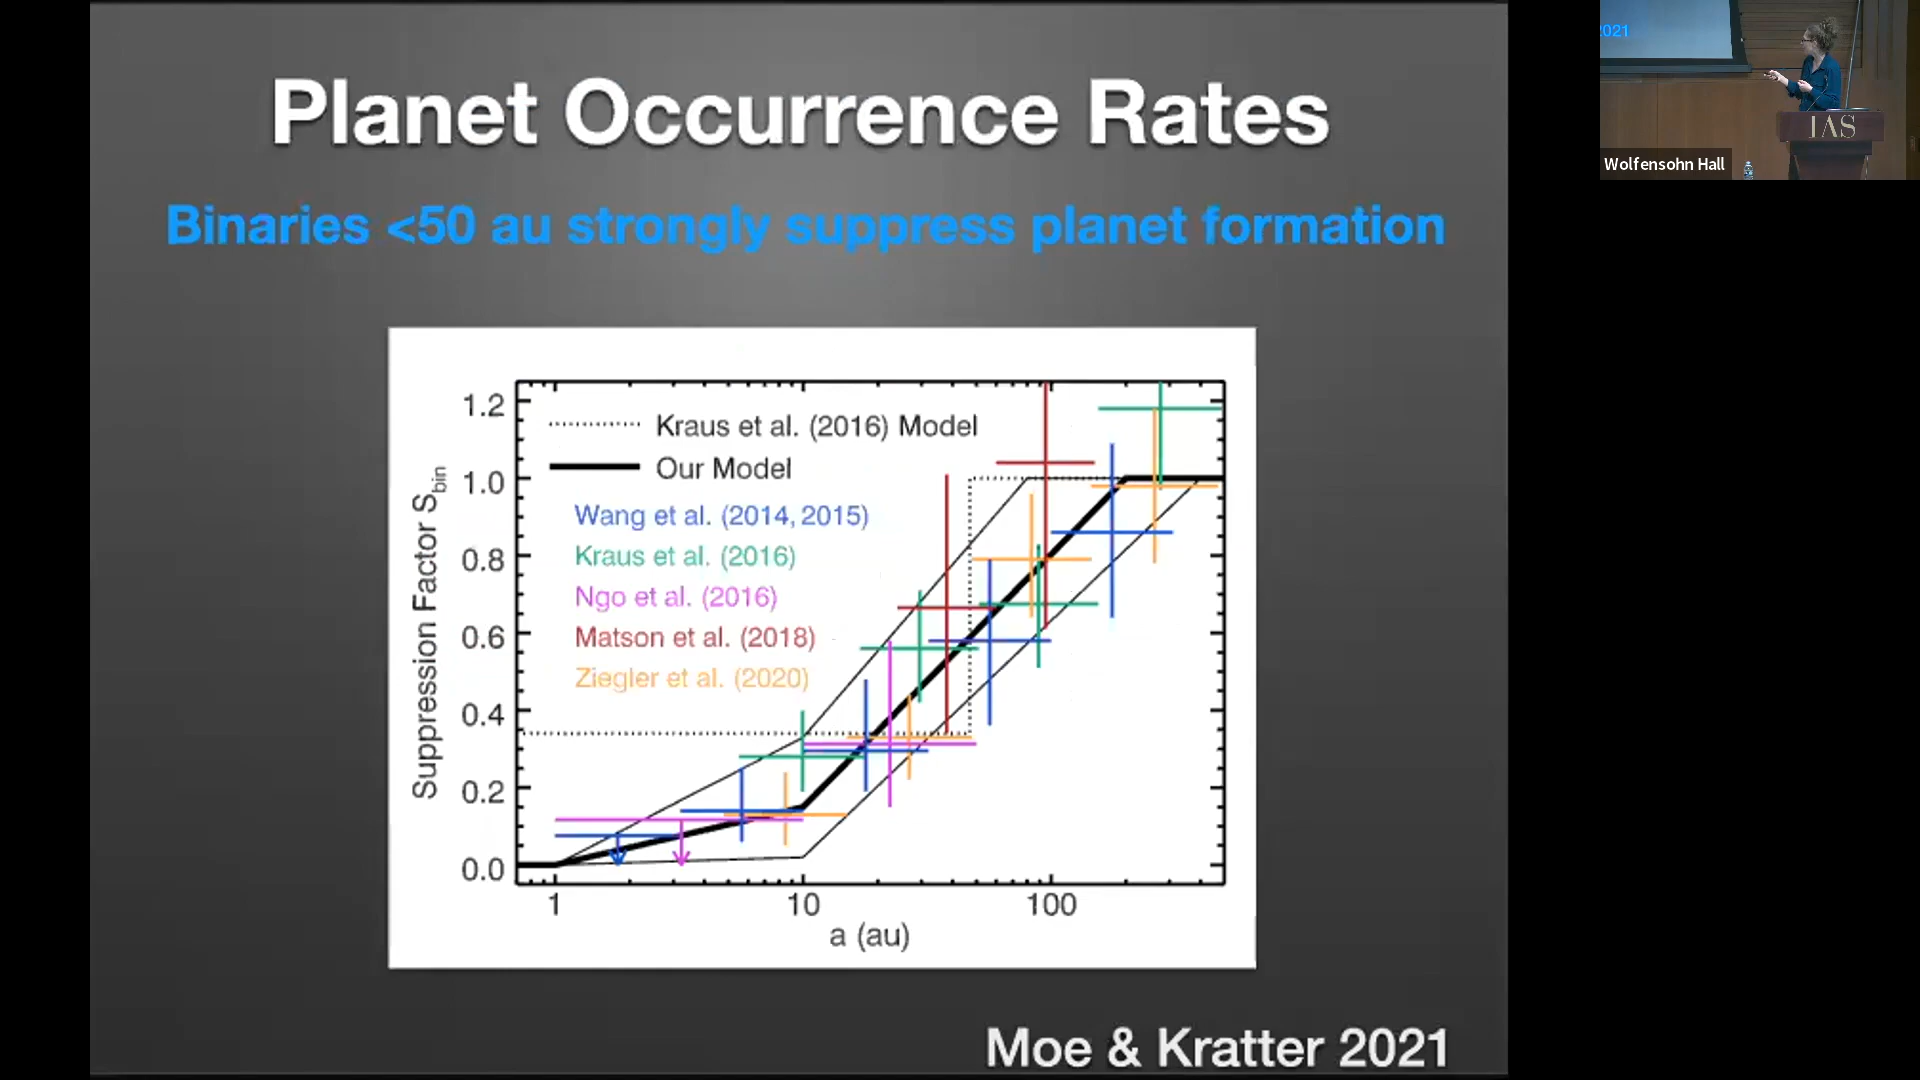 Planet Occurrence Rates
Binaries <50 au strongly suppress planet formation
Kraus et al. (2016) Model
Our Model
Wang et al. (2014, 2015)
Kraus et al. (2016)
Ngo et al. (2016)
Matson et al. (2018)
Ziegler et al. (2020)
Suppression Factor Sbin
1.2
1.0
0.8
0.6
0.4
0.2
0.0
1 10 100
a (au)
Moe & Kratter 2021
2021
IAS
Wolfensohn Hall